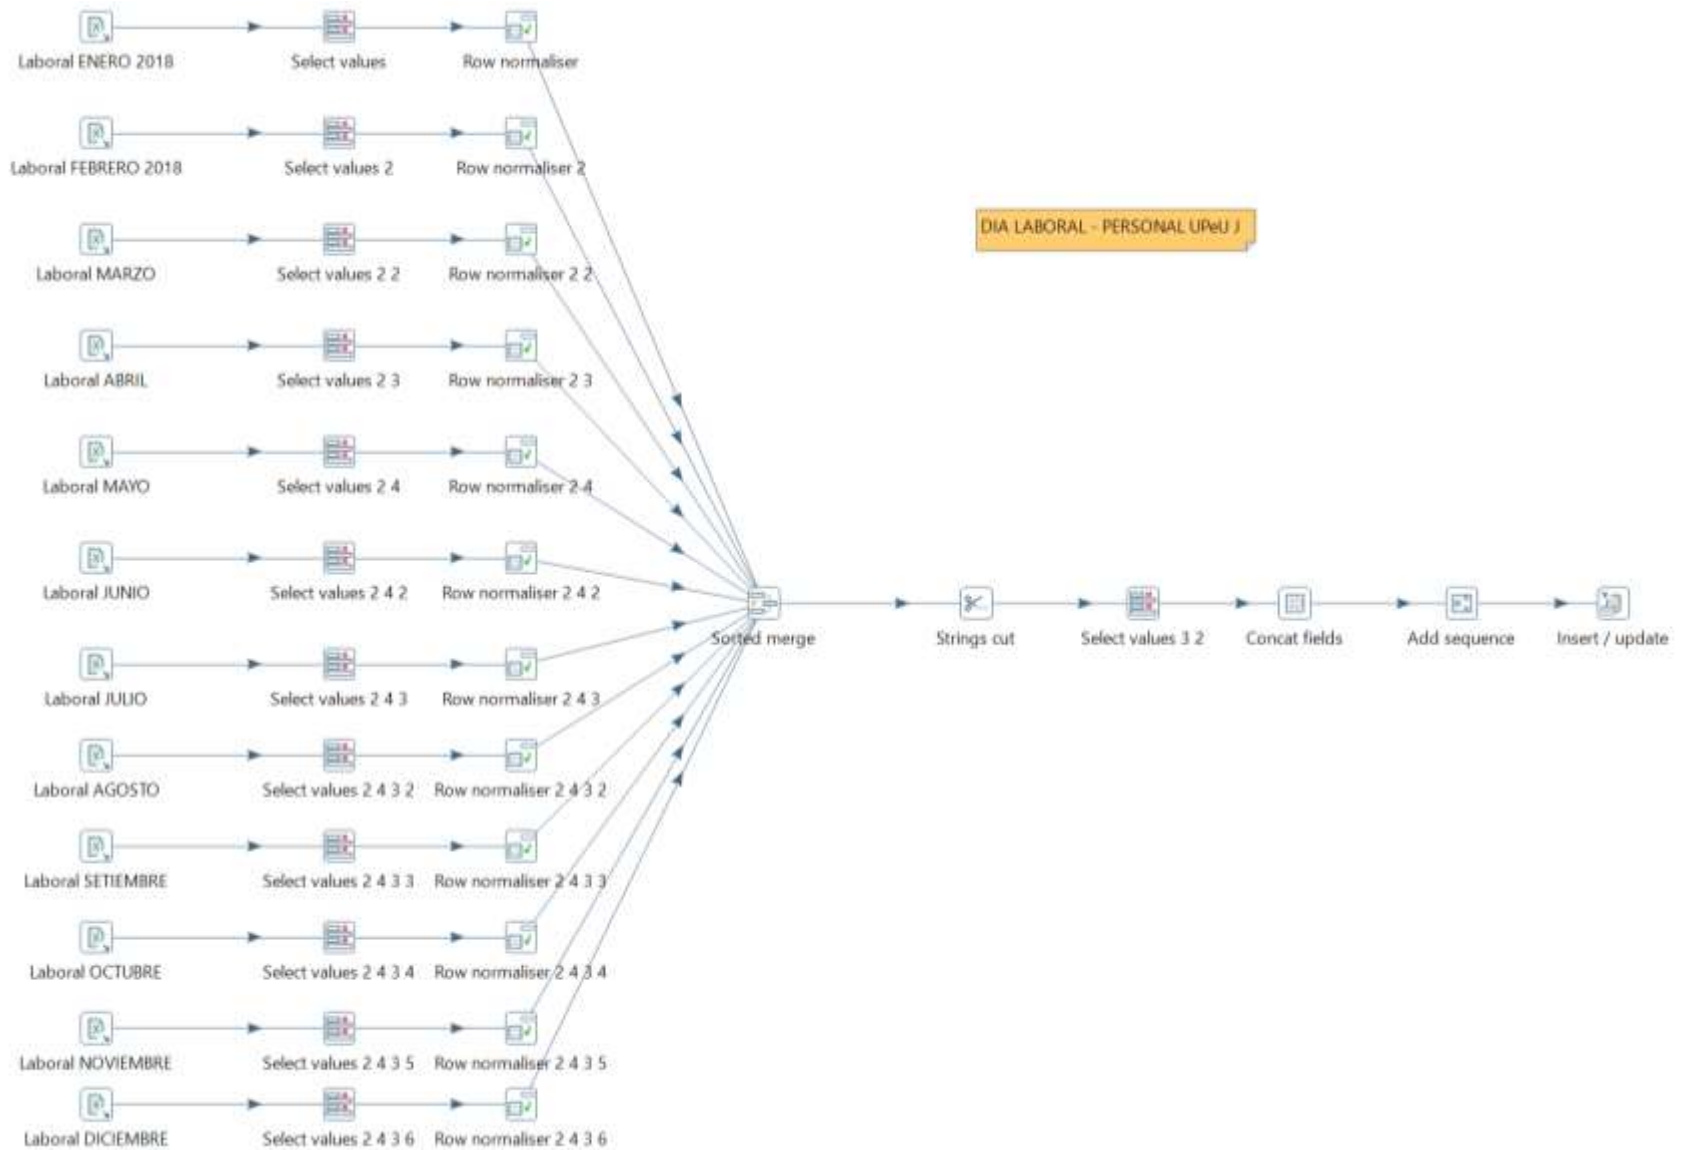 Laboral ENERO 2018 Select values Row normaliser
Laboral FEBRERO 2018 Select values 2 Row normaliser 2
DIA LABORAL - PERSONAL UPeU J
Laboral MARZO Select values 2 2 Row normaliser 2 2
Laboral ABRIL Select values 2 3 Row normaliser 2 3
Laboral MAYO Select values 2 4 Row normaliser 2 4
Laboral JUNIO Select values 2 4 2 Row normaliser 2 4 2
Sorted merge Strings cut Select values 3 2 Concat fields Add sequence Insert / update
Laboral JULIO Select values 2 4 3 Row normaliser 2 4 3
Laboral AGOSTO Select values 2 4 3 2 Row normaliser 2 4 3 2
Laboral SETIEMBRE Select values 2 4 3 3 Row normaliser 2 4 3 3
Laboral OCTUBRE Select values 2 4 3 4 Row normaliser 2 4 3 4
Laboral NOVIEMBRE Select values 2 4 3 5 Row normaliser 2 4 3 5
Laboral DICIEMBRE Select values 2 4 3 6 Row normaliser 2 4 3 6